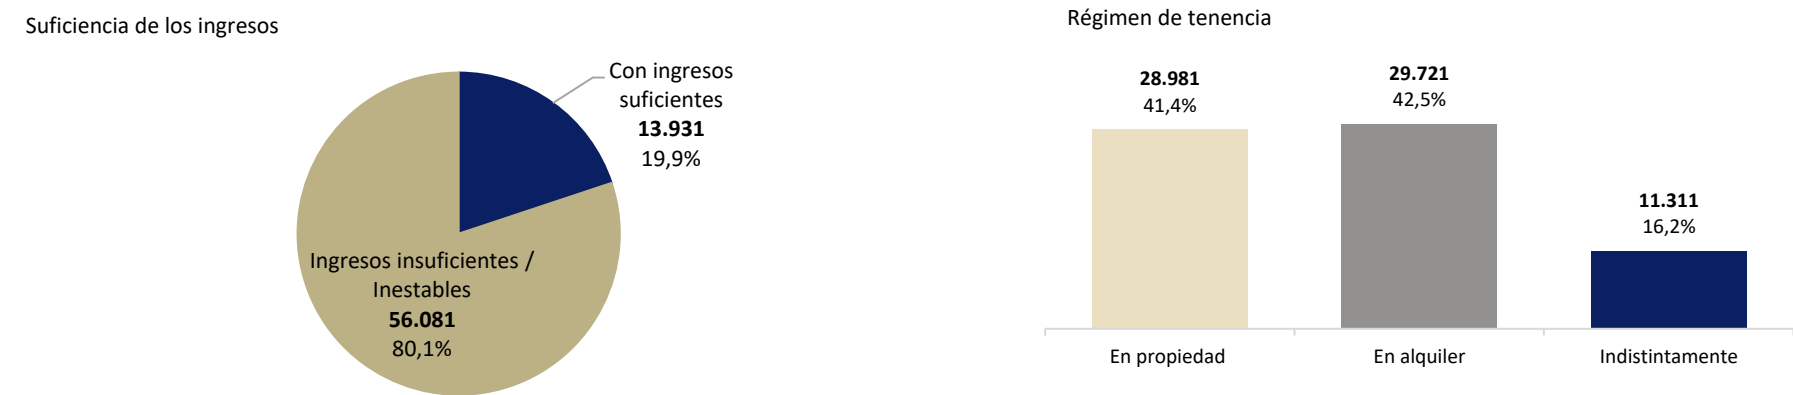 Suficiencia de los ingresos
Con ingresos
suficientes
13.931
19,9%
Ingresos insuficientes /
Inestables
56.081
80,1%
Régimen de tenencia
28.981
41,4%
29.721
42,5%
11.311
16,2%
En propiedad
En alquiler
Indistintamente